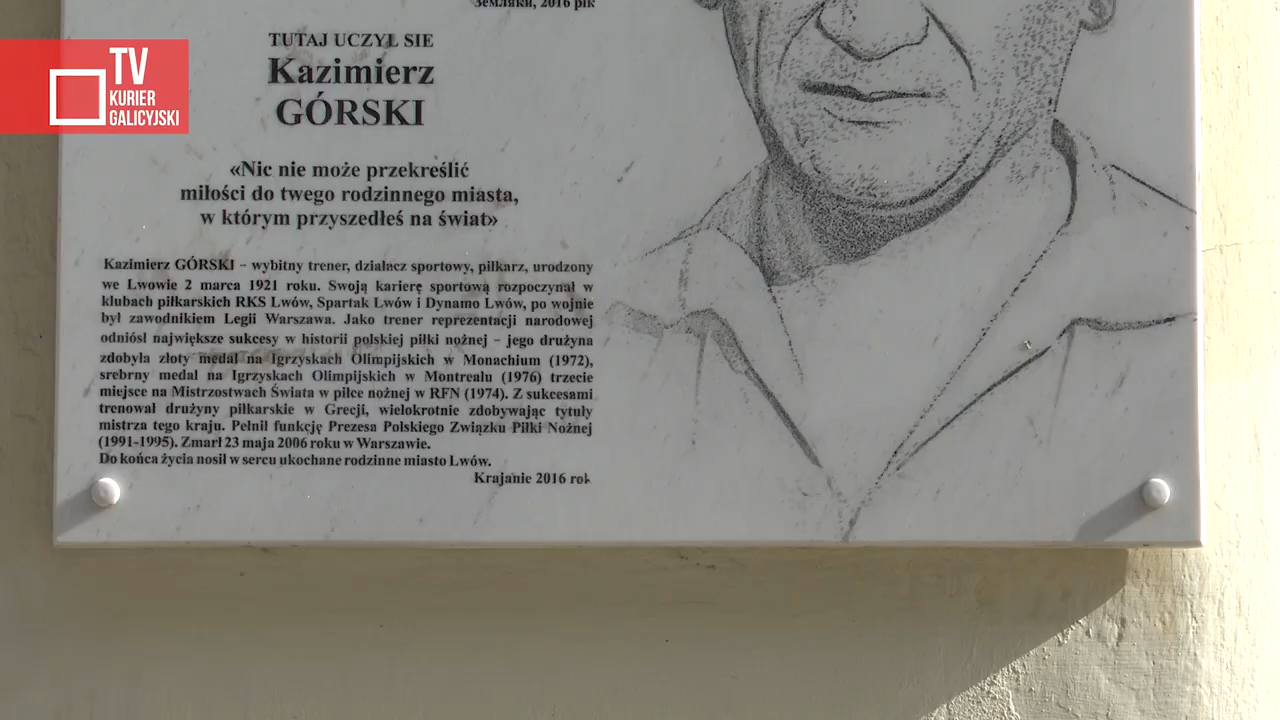 Земляки, 2016 рік
TV
KURIER
GALICYJSKI
TUTAJ UCZYŁ SIĘ
Kazimierz
GÓRSKI
«Nic nie może przekreślić
miłości do twego rodzinnego miasta,
w którym przyszedłeś na świat»
Kazimierz GÓRSKI – wybitny trener, działacz sportowy, piłkarz, urodzony
we Lwowie 2 marca 1921 roku. Swoją karierę sportową rozpoczynał w
klubach piłkarskich RKS Lwów, Spartak Lwów i Dynamo Lwów, po wojnie
był zawodnikiem Legii Warszawa. Jako trener reprezentacji narodowej
odniósł największe sukcesy w historii polskiej piłki nożnej – jego drużyna
zdobyła złoty medal na Igrzyskach Olimpijskich w Monachium (1972),
srebrny medal na Igrzyskach Olimpijskich w Montrealu (1976) trzecie
miejsce na Mistrzostwach Świata w piłce nożnej w RFN (1974). Z sukcesami
trenował drużyny piłkarskie w Grecji, wielokrotnie zdobywając tytuły
mistrza tego kraju. Pełnił funkcję Prezesa Polskiego Związku Piłki Nożnej
(1991-1995). Zmarł 23 maja 2006 roku w Warszawie.
Do końca życia nosił w sercu ukochane rodzinne miasto Lwów.
Krajanie 2016 rok